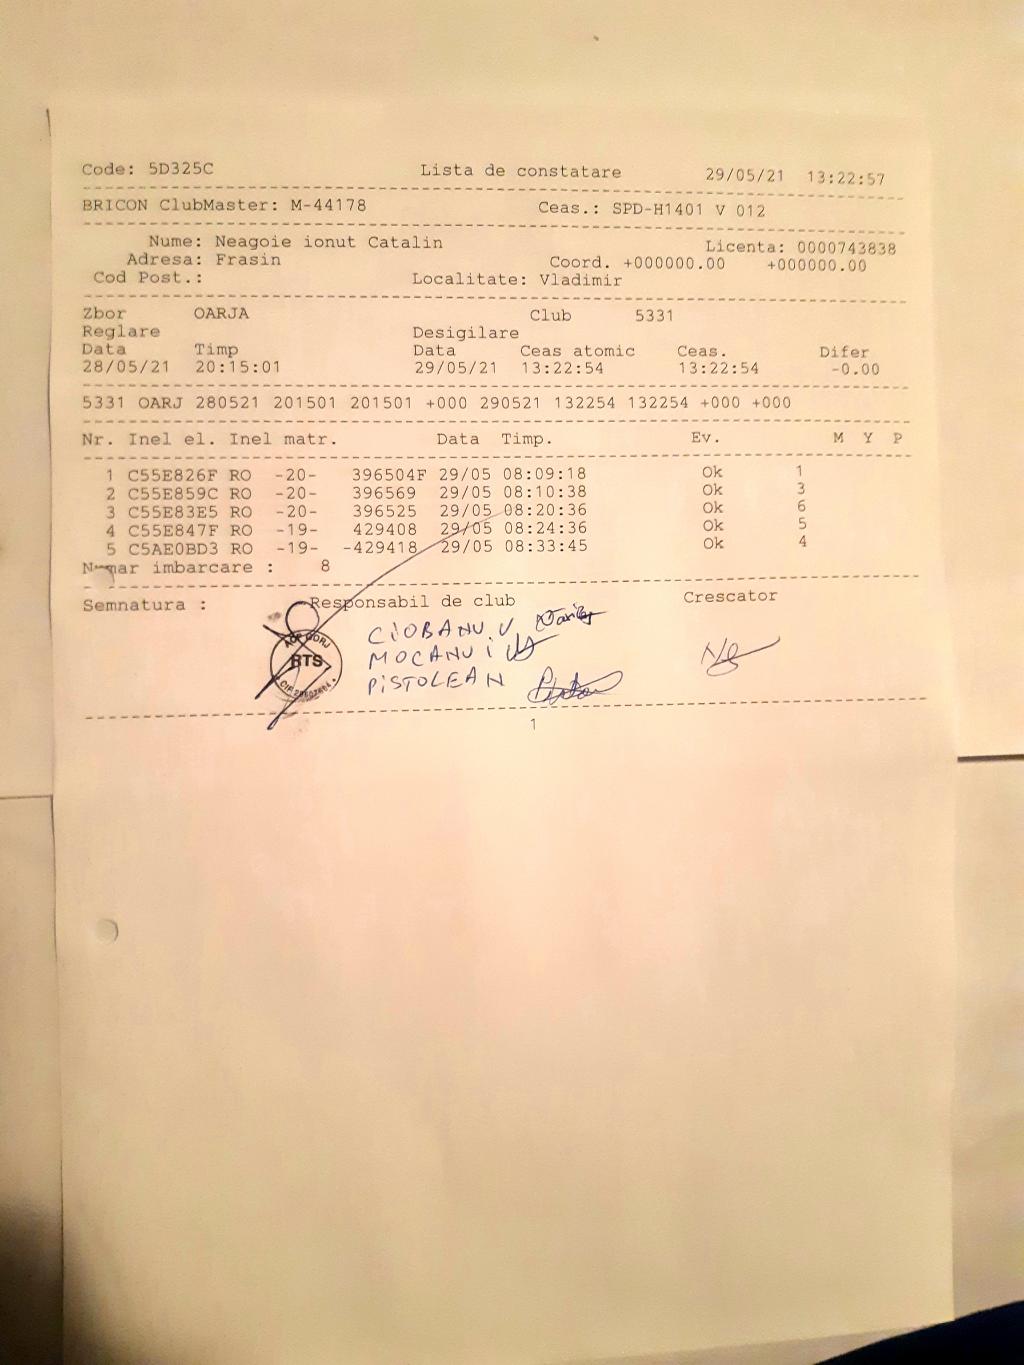 Code: 5D325C Lista de constatare 29/05/21 13:22:57
BRICON ClubMaster: M-44178 Ceas.: SPD-H1401 V 012
Nume: Neagoie ionut Catalin Licenta: 0000743838
Adresa: Frasin Coord. +000000.00 +000000.00
Cod Post.: Localitate: Vladimir
Zbor OARJA Club 5331
Reglare Desigilare
Data Timp Data Ceas atomic Ceas. Difer
28/05/21 20:15:01 29/05/21 13:22:54 13:22:54 -0.00
5331 OARJ 280521 201501 201501 +000 290521 132254 132254 +000 +000
Nr. Inel el. Inel matr. Data Timp. Ev. M Y P
1 C55E826F RO -20- 396504F 29/05 08:09:18 Ok 1
2 C55E859C RO -20- 396569 29/05 08:10:38 Ok 3
3 C55E83E5 RO -20- 396525 29/05 08:20:36 Ok 6
4 C55E847F RO -19- 429408 29/05 08:24:36 Ok 5
5 C5AE0BD3 RO -19- -429418 29/05 08:33:45 Ok 4
Numar imbarcare : 8
Semnatura : Responsabil de club Crescator
CIOBANU V
MOCANU i
PiSTOLEAN
RTS
1